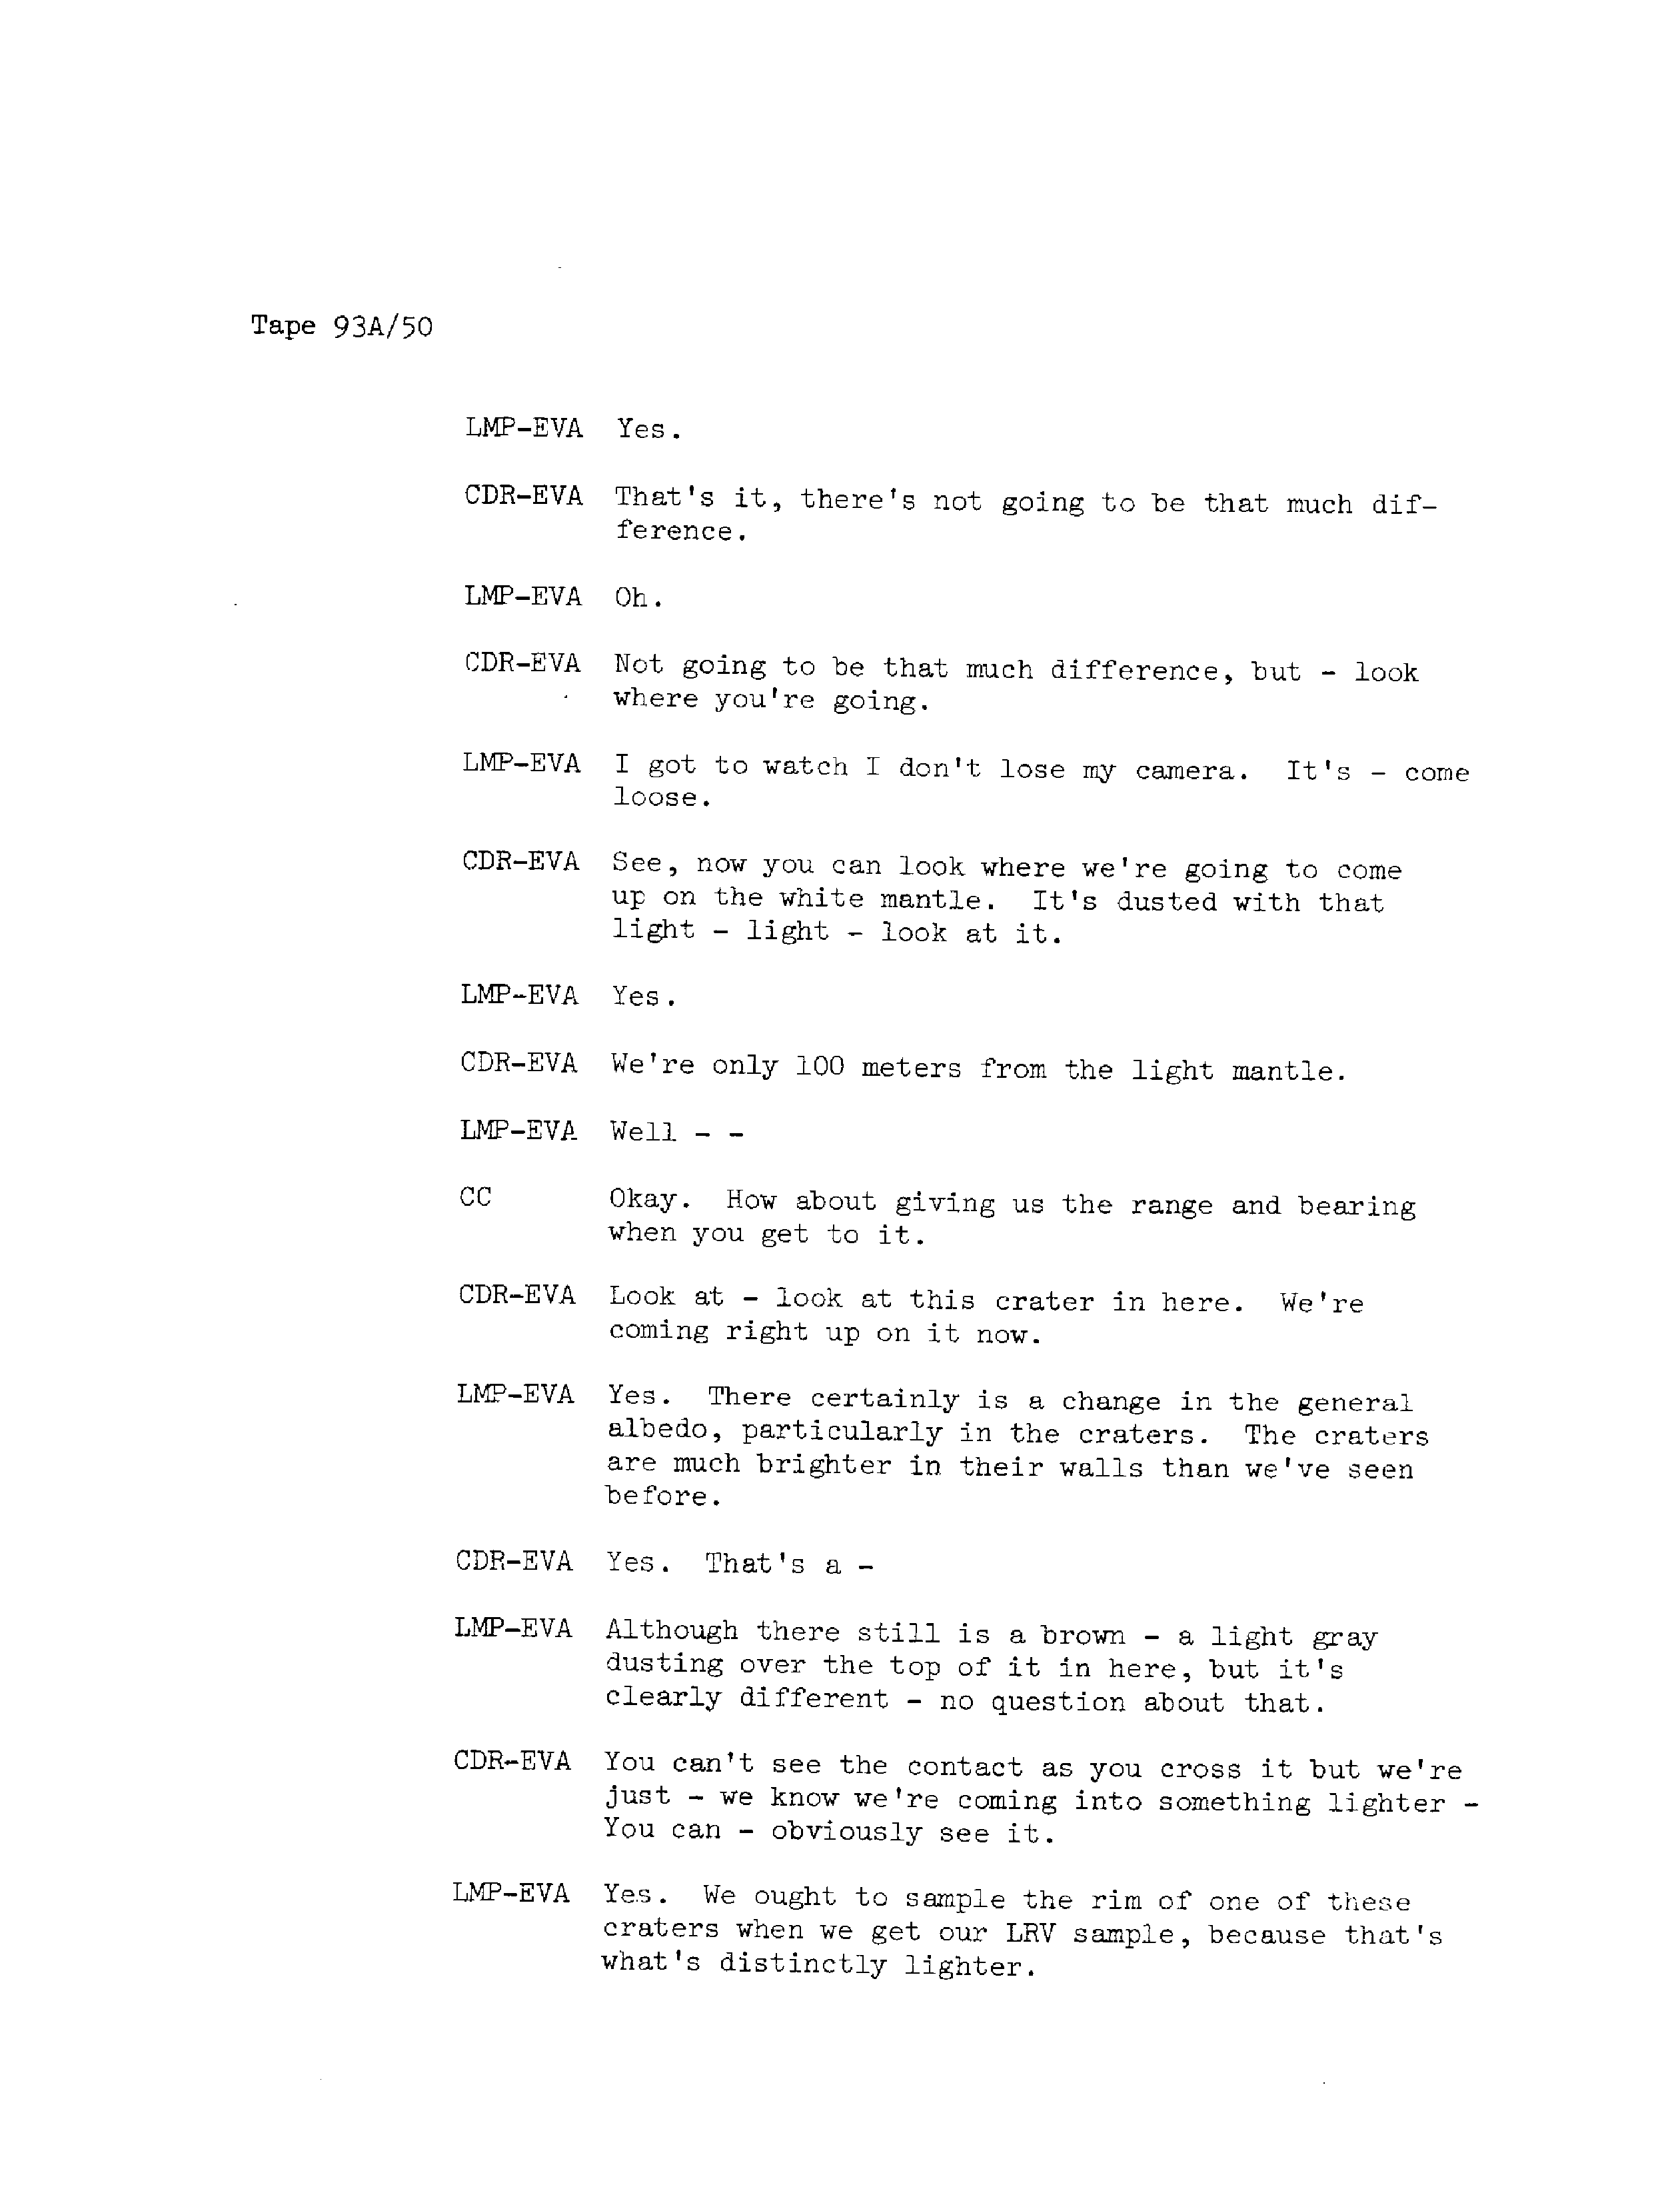 Tape 93A/50
LMP-EVA Yes.
CDR-EVA That's it, there's not going to be that much dif-
ference.
LMP-EVA Oh.
CDR-EVA Not going to be that much difference, but - look
where you're going.
LMP-EVA I got to watch I don't lose my camera. It's - come
loose.
CDR-EVA See, now you can look where we're going to come
up on the white mantle. It's dusted with that
light - light - look at it.
LMP-EVA Yes.
CDR-EVA We're only 100 meters from the light mantle.
LMP-EVA Well - -
CC Okay. How about giving us the range and bearing
when you get to it.
CDR-EVA Look at - look at this crater in here. We're
coming right up on it now.
LMP-EVA Yes. There certainly is a change in the general
albedo, particularly in the craters. The craters
are much brighter in their walls than we've seen
before.
CDR-EVA Yes. That's a -
LMP-EVA Although there still is a brown - a light gray
dusting over the top of it in here, but it's
clearly different - no question about that.
CDR-EVA You can't see the contact as you cross it but we're
just - we know we're coming into something lighter -
You can - obviously see it.
LMP-EVA Yes. We ought to sample the rim of one of these
craters when we get our LRV sample, because that's
what's distinctly lighter.